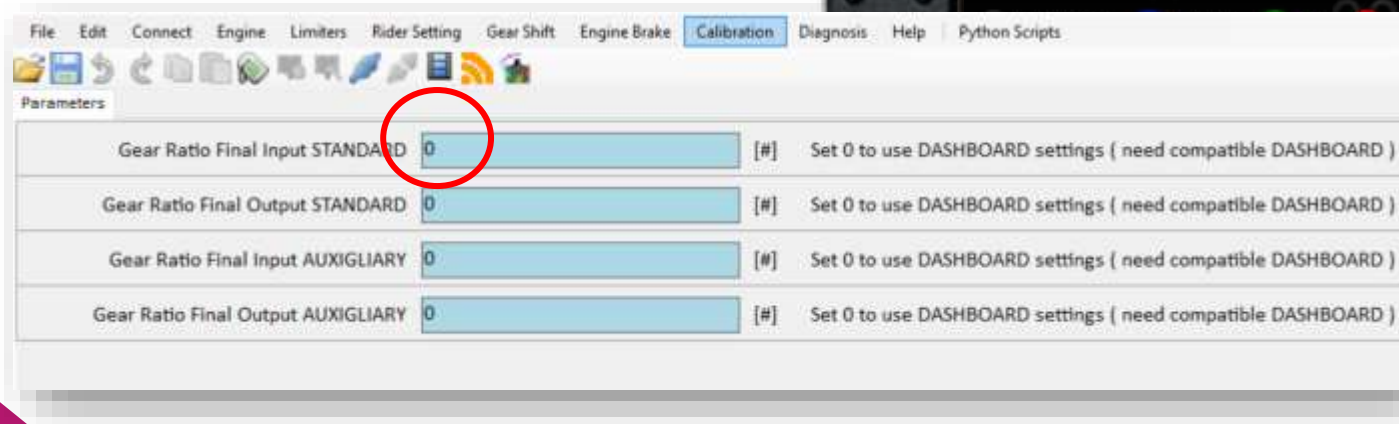 File Edit Connect Engine Limiters Rider Setting Gear Shift Engine Brake Calibration Diagnosis Help Python Scripts
Parameters
Gear Ratio Final Input STANDARD 0 [#] Set 0 to use DASHBOARD settings ( need compatible DASHBOARD )
Gear Ratio Final Output STANDARD 0 [#] Set 0 to use DASHBOARD settings ( need compatible DASHBOARD )
Gear Ratio Final Input AUXIGLIARY 0 [#] Set 0 to use DASHBOARD settings ( need compatible DASHBOARD )
Gear Ratio Final Output AUXIGLIARY 0 [#] Set 0 to use DASHBOARD settings ( need compatible DASHBOARD )